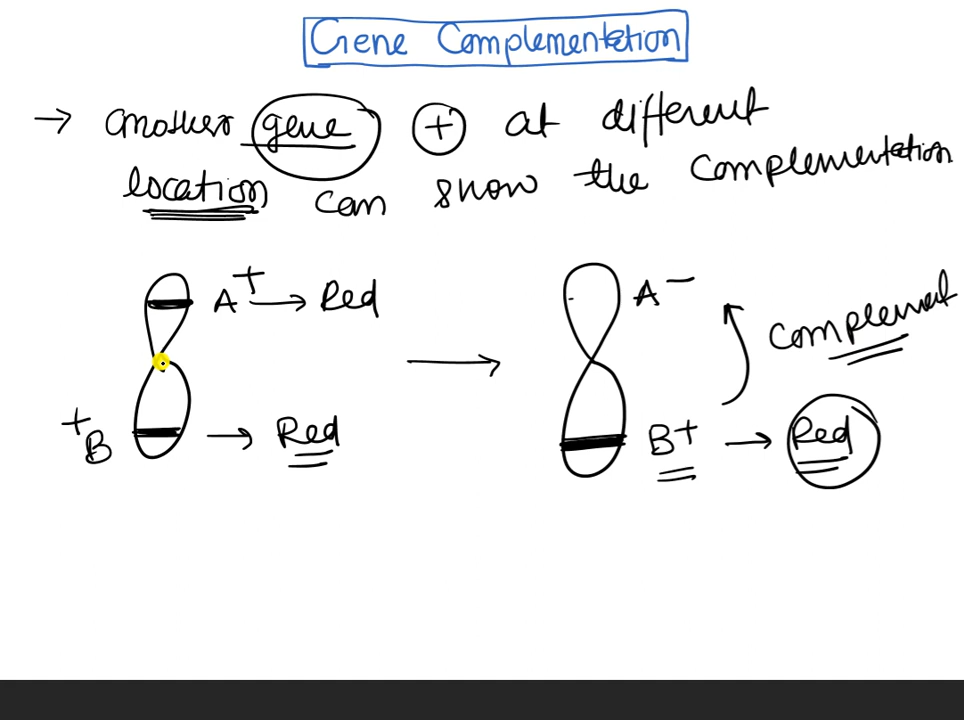 Gene Complementation
→ another gene + at different
location can show the complementation
A+ → Red
A-
Complement
+B → Red
B+ → Red